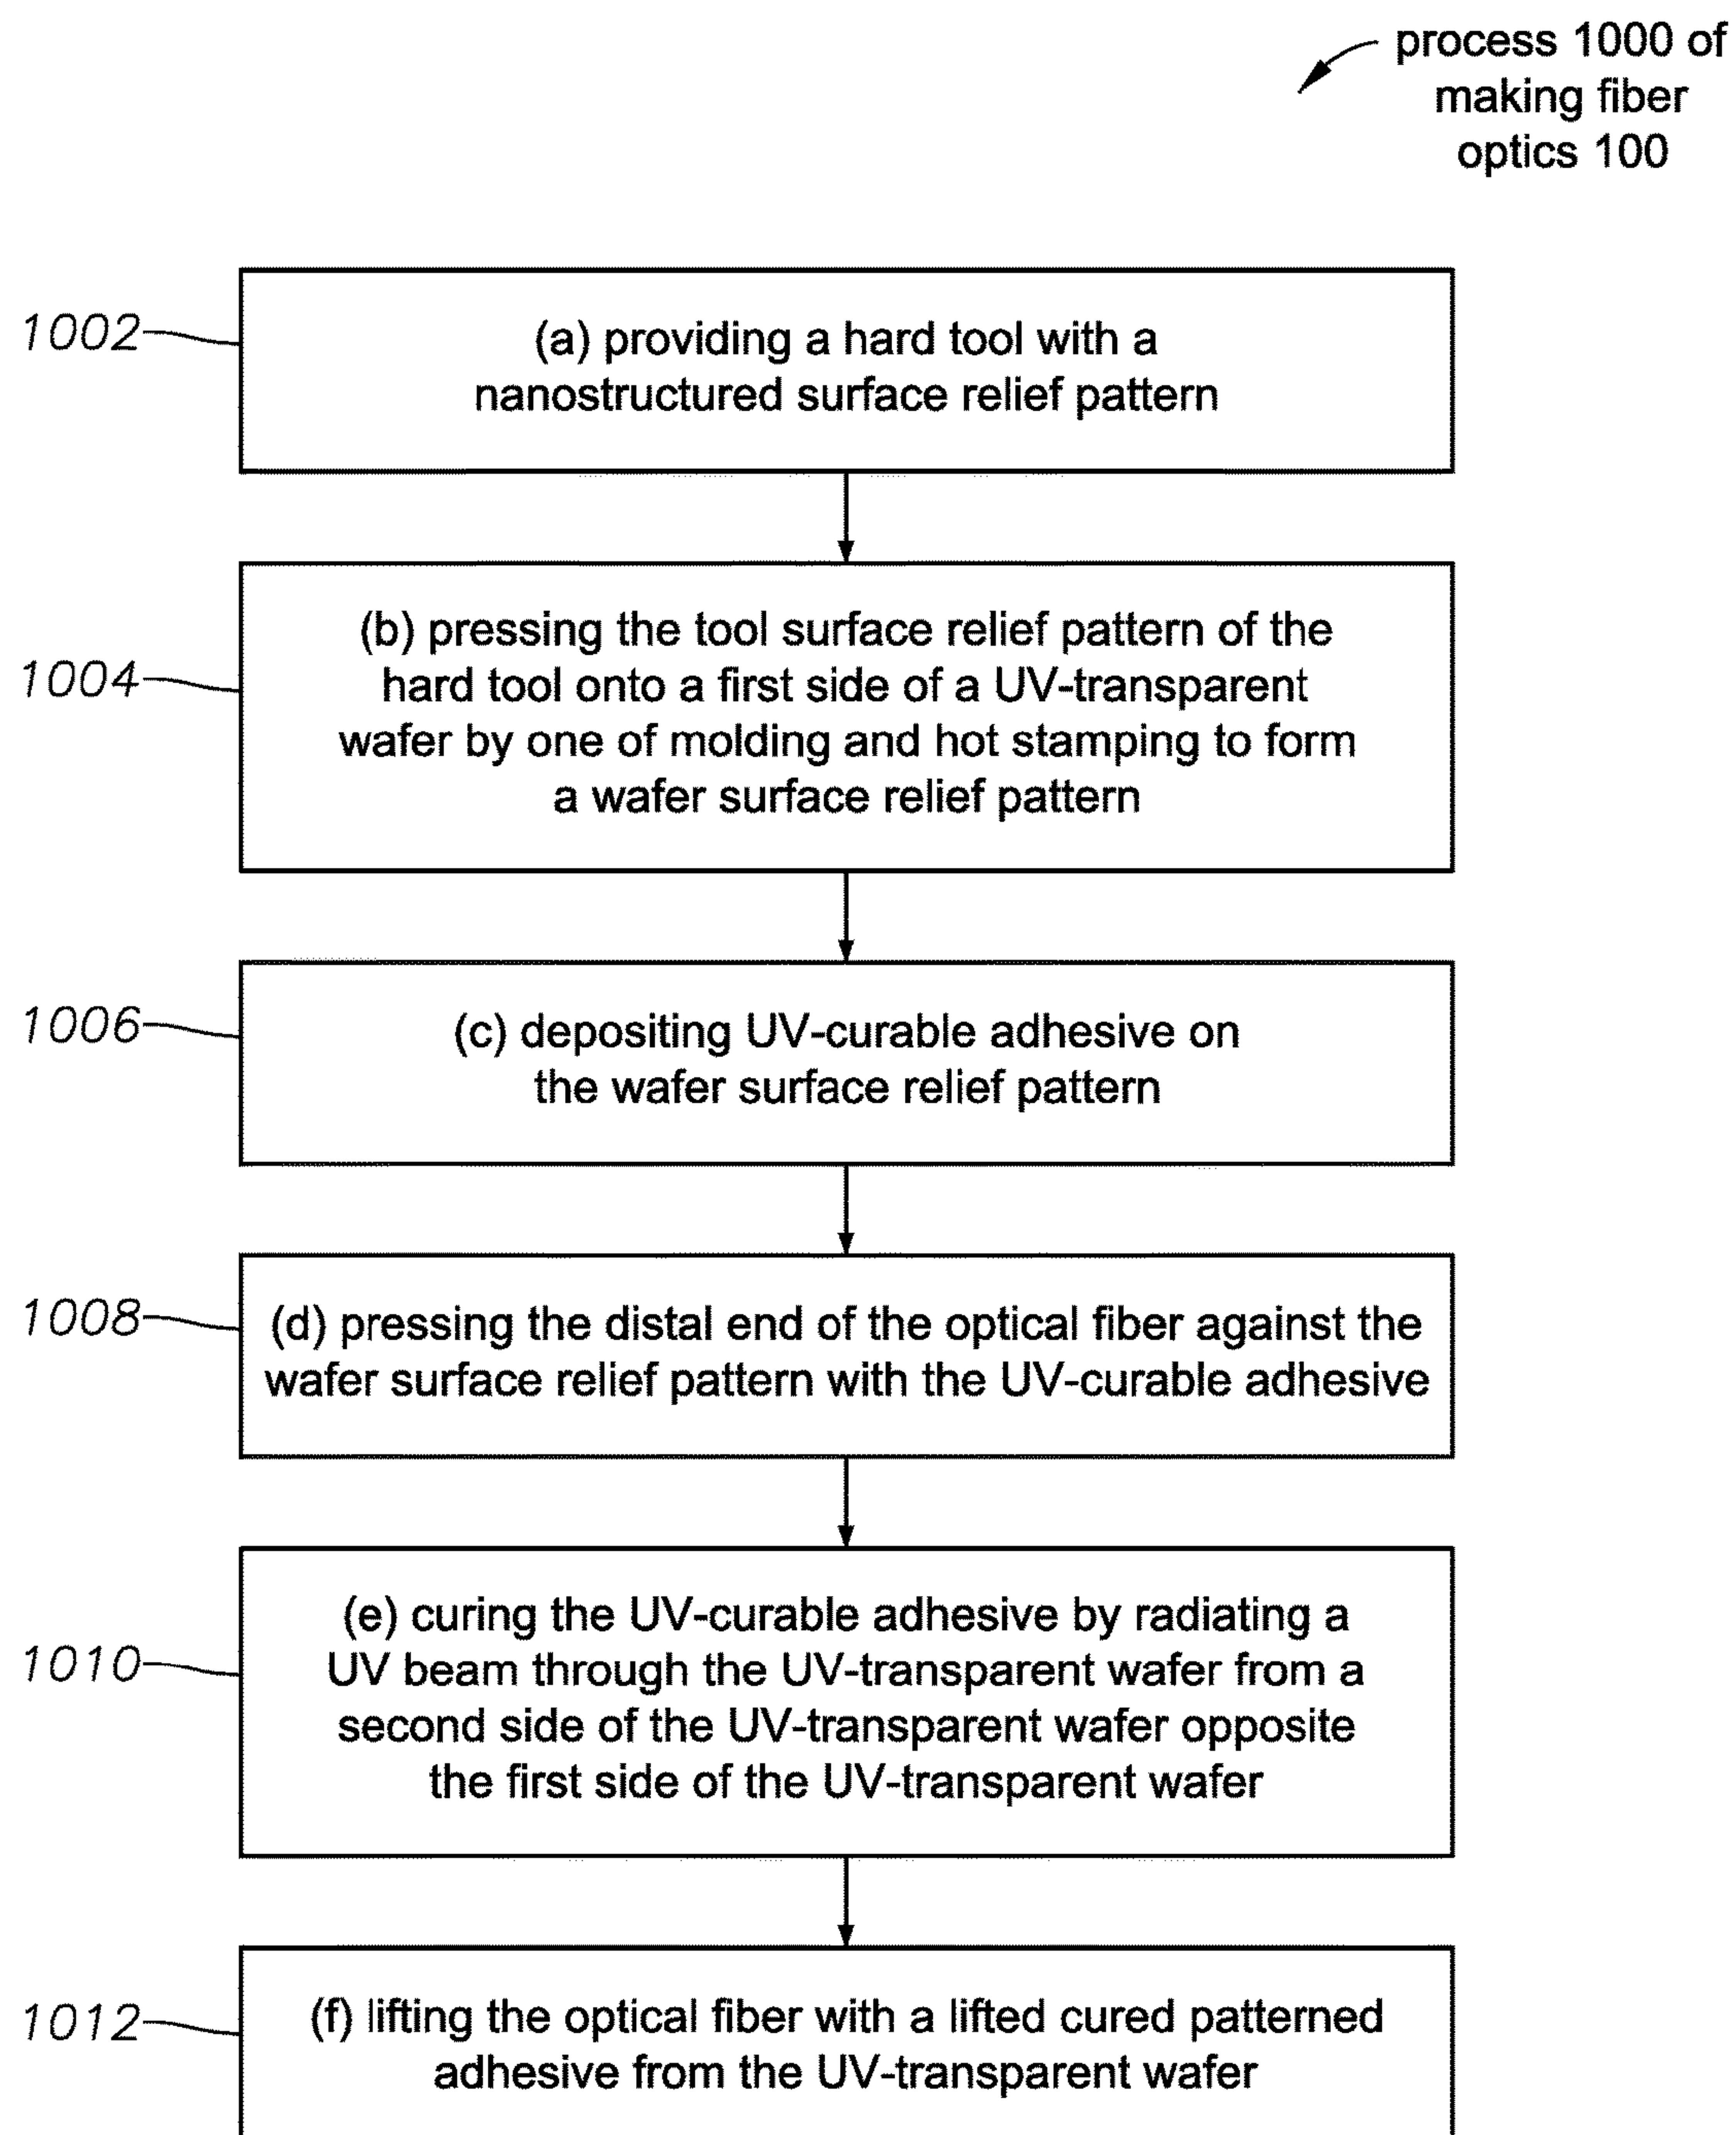 process 1000 of
making fiber
optics 100
1002
(a) providing a hard tool with a
nanostructured surface relief pattern
1004
(b) pressing the tool surface relief pattern of the
hard tool onto a first side of a UV-transparent
wafer by one of molding and hot stamping to form
a wafer surface relief pattern
1006
(c) depositing UV-curable adhesive on
the wafer surface relief pattern
1008
(d) pressing the distal end of the optical fiber against the
wafer surface relief pattern with the UV-curable adhesive
1010
(e) curing the UV-curable adhesive by radiating a
UV beam through the UV-transparent wafer from a
second side of the UV-transparent wafer opposite
the first side of the UV-transparent wafer
1012
(f) lifting the optical fiber with a lifted cured patterned
adhesive from the UV-transparent wafer